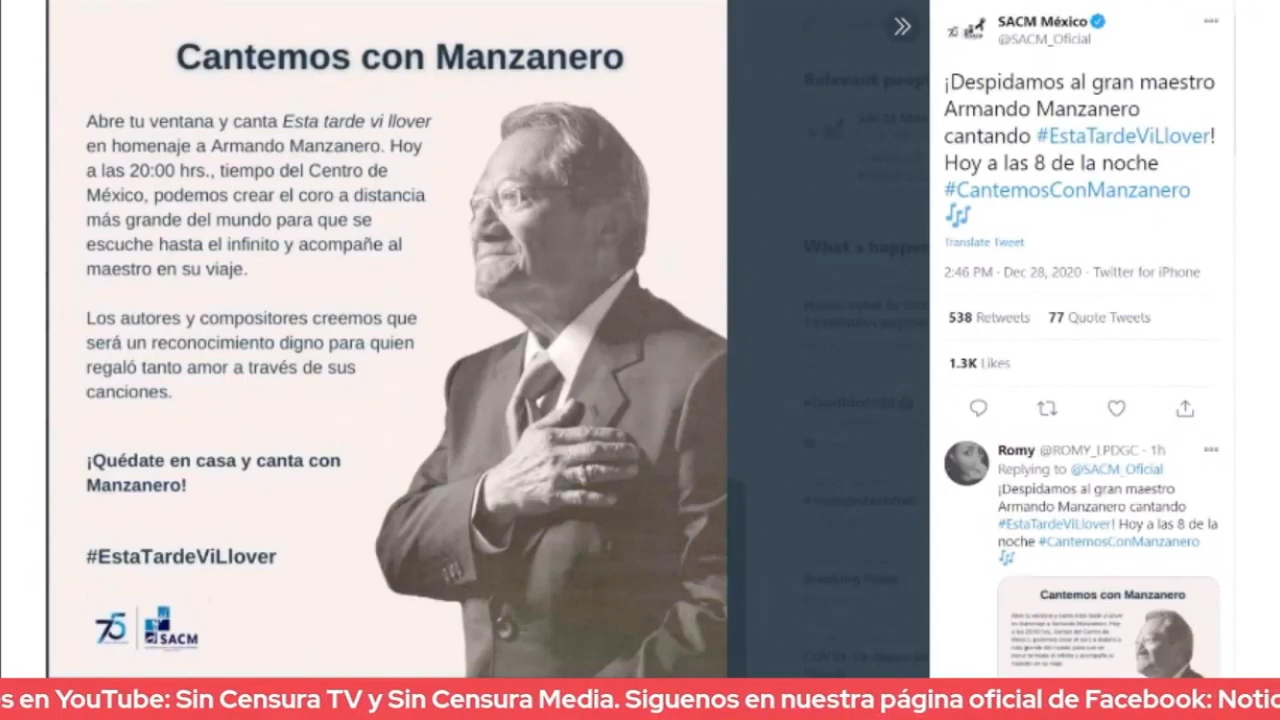 Cantemos con Manzanero
Abre tu ventana y canta Esta tarde vi llover
en homenaje a Armando Manzanero. Hoy
a las 20:00 hrs., tiempo del Centro de
México, podemos crear el coro a distancia
más grande del mundo para que se
escuche hasta el infinito y acompañe al
maestro en su viaje.
Los autores y compositores creemos que
será un reconocimiento digno para quien
regaló tanto amor a través de sus
canciones.
¡Quédate en casa y canta con
Manzanero!
#EstaTardeViLlover
75 SACM
What's happen
SACM México
@SACM_Oficial
¡Despidamos al gran maestro
Armando Manzanero
cantando #EstaTardeViLlover!
Hoy a las 8 de la noche
#CantemosConManzanero
Translate Tweet
2:46 PM · Dec 28, 2020 · Twitter for iPhone
538 Retweets 77 Quote Tweets
1.3K Likes
Romy @ROMY_LPDGC · 1h
Replying to @SACM_Oficial
¡Despidamos al gran maestro
Armando Manzanero cantando
#EstaTardeViLlover! Hoy a las 8 de la
noche #CantemosConManzanero
Cantemos con Manzanero
s en YouTube: Sin Censura TV y Sin Censura Media. Siguenos en nuestra página oficial de Facebook: Notic